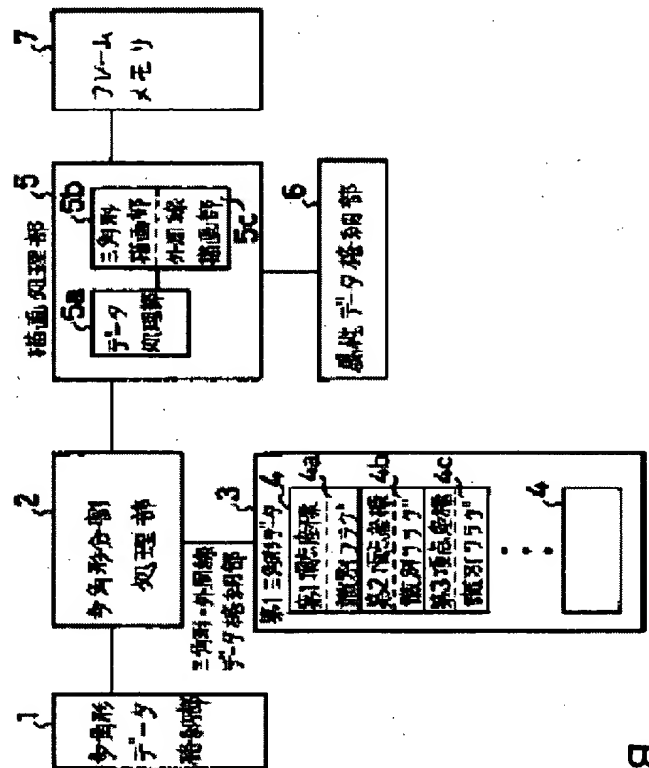 1
多角形
データ
格納部
2
多角形分割
処理部
三角形・外周線
データ格納部
3
第1三角形データ
4
第1頂点座標
識別フラグ
4a
第2頂点座標
識別フラグ
4b
第3頂点座標
識別フラグ
4c
4
描画処理部
5
5a
データ
処理部
5b
三角形
描画部
外周線
描画部
5c
属性データ格納部
6
フレーム
メモリ
7
B